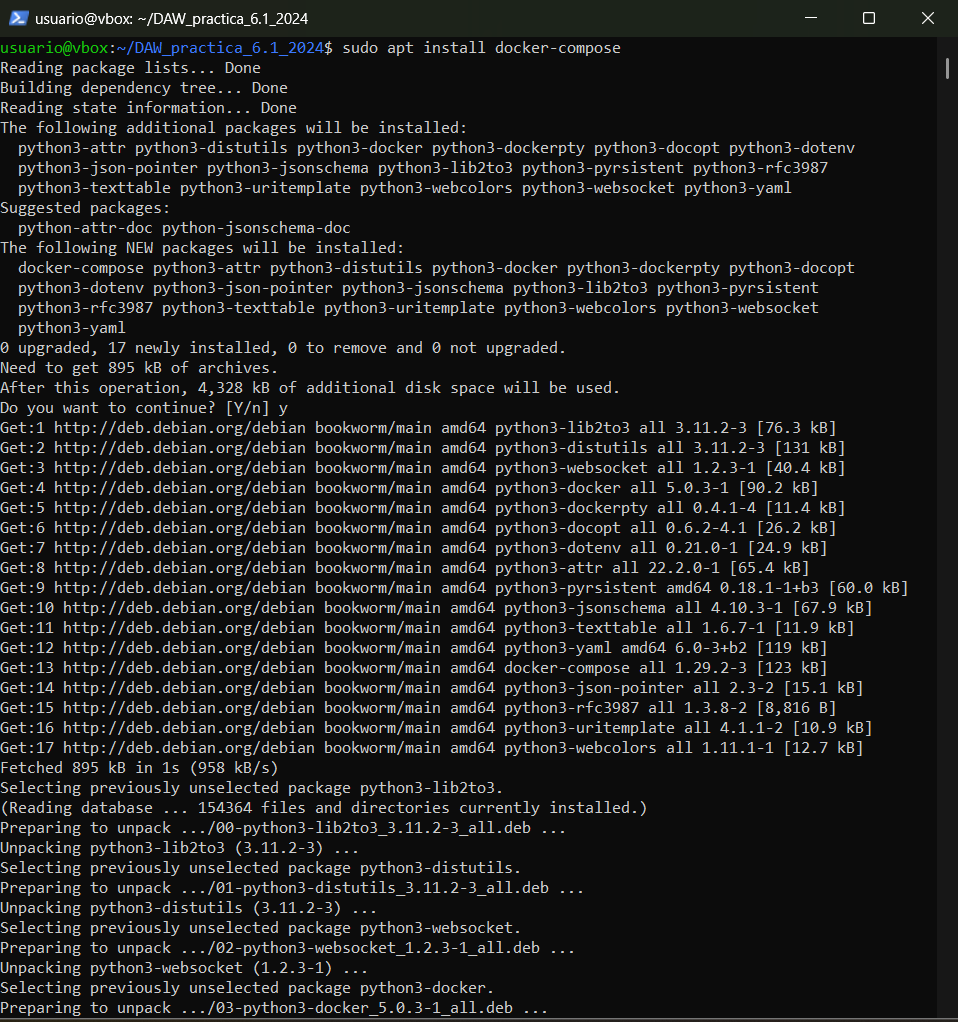 usuario@vbox: ~/DAW_practica_6.1_2024
usuario@vbox:~/DAW_practica_6.1_2024$ sudo apt install docker-compose
Reading package lists... Done
Building dependency tree... Done
Reading state information... Done
The following additional packages will be installed:
  python3-attr python3-distutils python3-docker python3-dockerpty python3-docopt python3-dotenv
  python3-json-pointer python3-jsonschema python3-lib2to3 python3-pyrsistent python3-rfc3987
  python3-texttable python3-uritemplate python3-webcolors python3-websocket python3-yaml
Suggested packages:
  python-attr-doc python-jsonschema-doc
The following NEW packages will be installed:
  docker-compose python3-attr python3-distutils python3-docker python3-dockerpty python3-docopt
  python3-dotenv python3-json-pointer python3-jsonschema python3-lib2to3 python3-pyrsistent
  python3-rfc3987 python3-texttable python3-uritemplate python3-webcolors python3-websocket
  python3-yaml
0 upgraded, 17 newly installed, 0 to remove and 0 not upgraded.
Need to get 895 kB of archives.
After this operation, 4,328 kB of additional disk space will be used.
Do you want to continue? [Y/n] y
Get:1 http://deb.debian.org/debian bookworm/main amd64 python3-lib2to3 all 3.11.2-3 [76.3 kB]
Get:2 http://deb.debian.org/debian bookworm/main amd64 python3-distutils all 3.11.2-3 [131 kB]
Get:3 http://deb.debian.org/debian bookworm/main amd64 python3-websocket all 1.2.3-1 [40.4 kB]
Get:4 http://deb.debian.org/debian bookworm/main amd64 python3-docker all 5.0.3-1 [90.2 kB]
Get:5 http://deb.debian.org/debian bookworm/main amd64 python3-dockerpty all 0.4.1-4 [11.4 kB]
Get:6 http://deb.debian.org/debian bookworm/main amd64 python3-docopt all 0.6.2-4.1 [26.2 kB]
Get:7 http://deb.debian.org/debian bookworm/main amd64 python3-dotenv all 0.21.0-1 [24.9 kB]
Get:8 http://deb.debian.org/debian bookworm/main amd64 python3-attr all 22.2.0-1 [65.4 kB]
Get:9 http://deb.debian.org/debian bookworm/main amd64 python3-pyrsistent amd64 0.18.1-1+b3 [60.0 kB]
Get:10 http://deb.debian.org/debian bookworm/main amd64 python3-jsonschema all 4.10.3-1 [67.9 kB]
Get:11 http://deb.debian.org/debian bookworm/main amd64 python3-texttable all 1.6.7-1 [11.9 kB]
Get:12 http://deb.debian.org/debian bookworm/main amd64 python3-yaml amd64 6.0-3+b2 [119 kB]
Get:13 http://deb.debian.org/debian bookworm/main amd64 docker-compose all 1.29.2-3 [123 kB]
Get:14 http://deb.debian.org/debian bookworm/main amd64 python3-json-pointer all 2.3-2 [15.1 kB]
Get:15 http://deb.debian.org/debian bookworm/main amd64 python3-rfc3987 all 1.3.8-2 [8,816 B]
Get:16 http://deb.debian.org/debian bookworm/main amd64 python3-uritemplate all 4.1.1-2 [10.9 kB]
Get:17 http://deb.debian.org/debian bookworm/main amd64 python3-webcolors all 1.11.1-1 [12.7 kB]
Fetched 895 kB in 1s (958 kB/s)
Selecting previously unselected package python3-lib2to3.
(Reading database ... 154364 files and directories currently installed.)
Preparing to unpack .../00-python3-lib2to3_3.11.2-3_all.deb ...
Unpacking python3-lib2to3 (3.11.2-3) ...
Selecting previously unselected package python3-distutils.
Preparing to unpack .../01-python3-distutils_3.11.2-3_all.deb ...
Unpacking python3-distutils (3.11.2-3) ...
Selecting previously unselected package python3-websocket.
Preparing to unpack .../02-python3-websocket_1.2.3-1_all.deb ...
Unpacking python3-websocket (1.2.3-1) ...
Selecting previously unselected package python3-docker.
Preparing to unpack .../03-python3-docker_5.0.3-1_all.deb ...